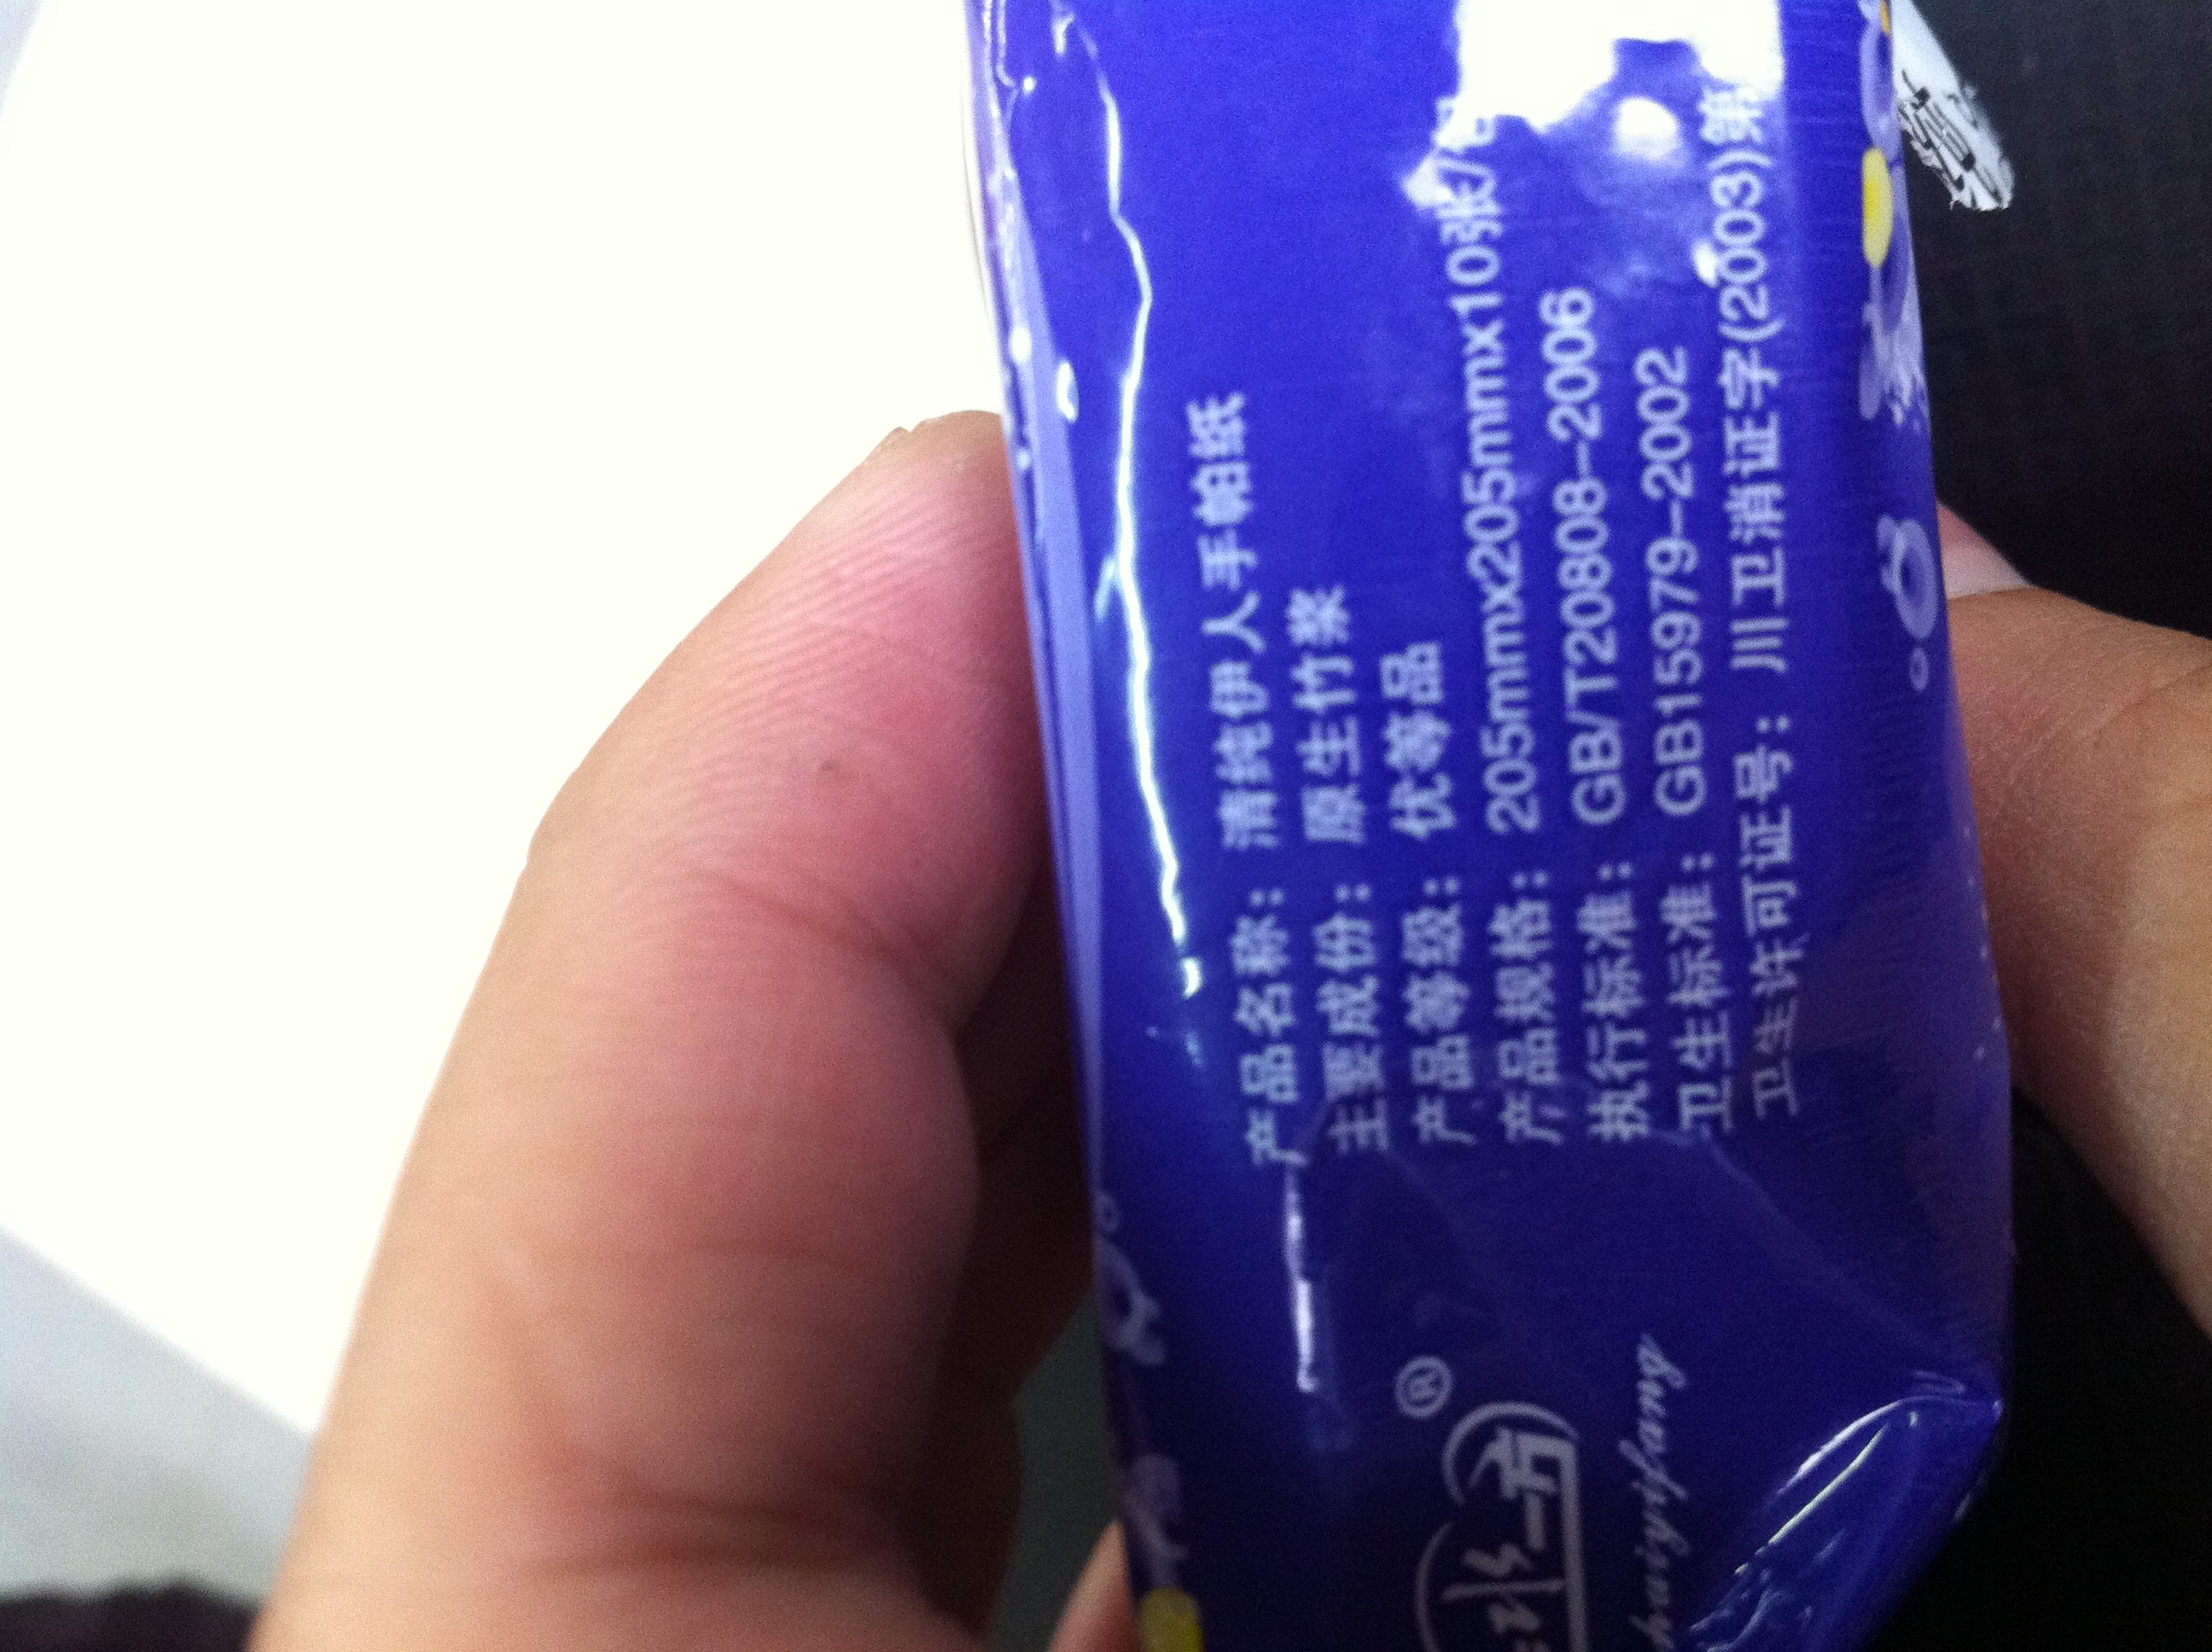 产品名称：清纯伊人手帕纸
主要成份：原生竹浆
产品等级：优等品
产品规格：205mmx205mmx10张/
执行标准：GB/T20808-2006
卫生标准：GB15979-2002
卫生许可证号：川卫消证字(2003)第
®
水一方